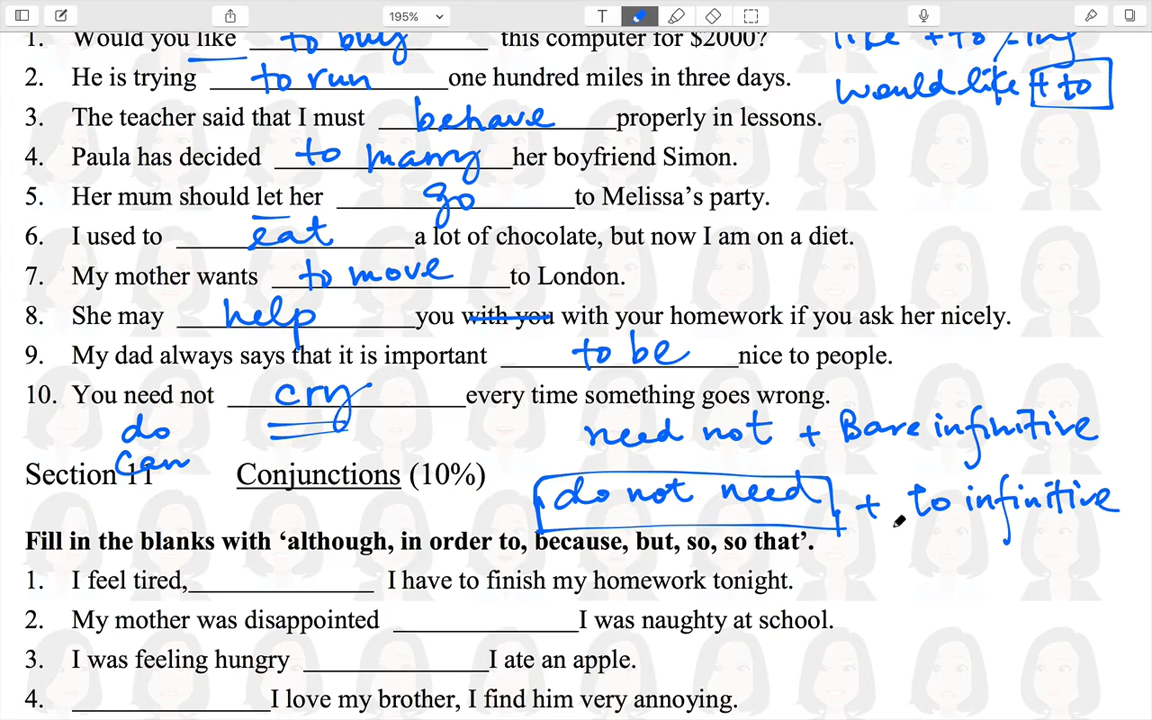 195%
T
1. Would you like to buy this computer for $2000? like + to / -ing
2. He is trying to run one hundred miles in three days.
would like + to
3. The teacher said that I must behave properly in lessons.
4. Paula has decided to marry her boyfriend Simon.
5. Her mum should let her go to Melissa’s party.
6. I used to eat a lot of chocolate, but now I am on a diet.
7. My mother wants to move to London.
8. She may help you with you with your homework if you ask her nicely.
9. My dad always says that it is important to be nice to people.
10. You need not cry every time something goes wrong.
do
need not + Bare infinitive
can
Section 11 Conjunctions (10%)
do not need + to infinitive
Fill in the blanks with ‘although, in order to, because, but, so, so that’.
1. I feel tired, I have to finish my homework tonight.
2. My mother was disappointed I was naughty at school.
3. I was feeling hungry I ate an apple.
4. I love my brother, I find him very annoying.